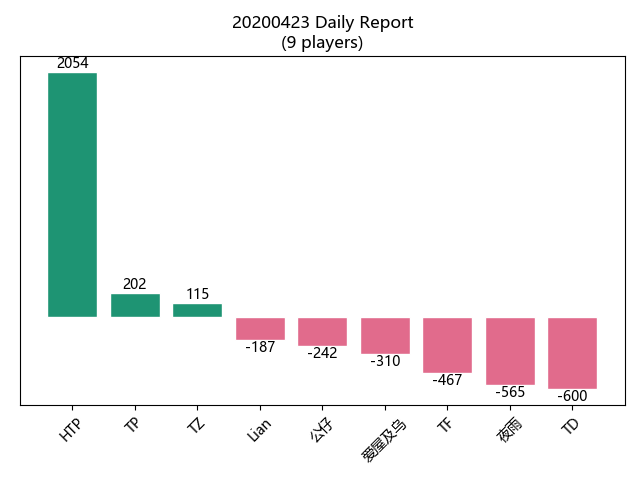 20200423 Daily Report
(9 players)
2054
202
115
-187
-242
-310
-467
-565
-600
HTP
TP
TZ
Lian
公仔
爱屋及乌
TF
夜雨
TD